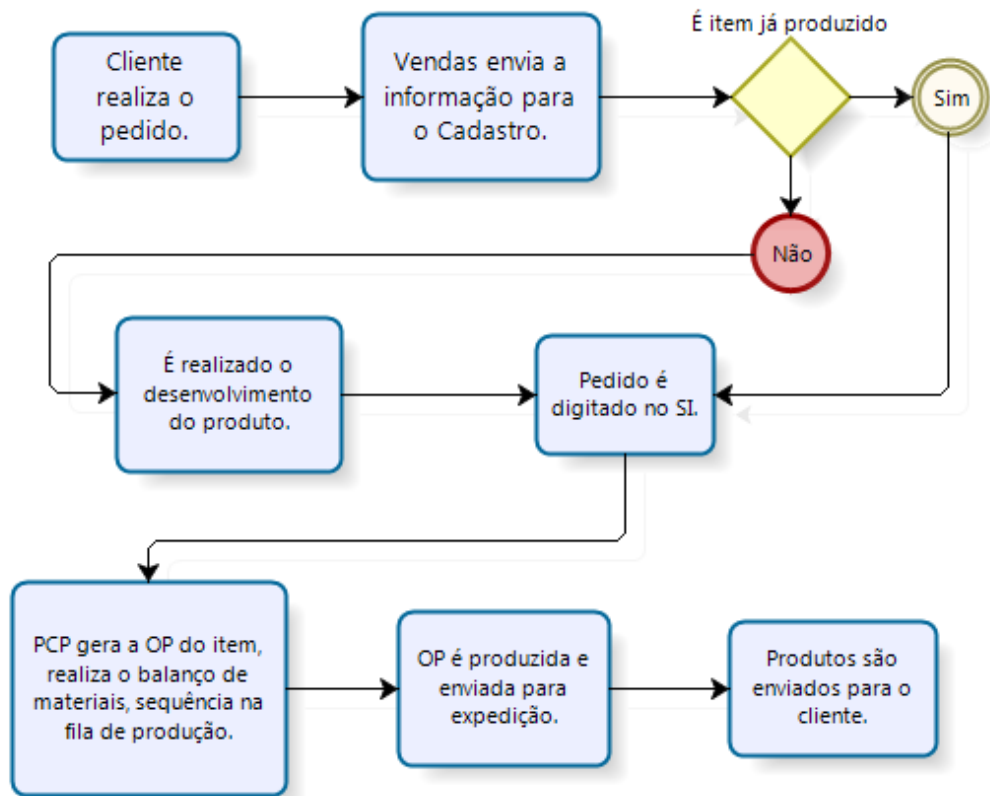 Cliente
realiza o
pedido.
Vendas envia a
informação para
o Cadastro.
É item já produzido
Sim
Não
É realizado o
desenvolvimento
do produto.
Pedido é
digitado no SI.
PCP gera a OP do item,
realiza o balanço de
materiais, sequência na
fila de produção.
OP é produzida e
enviada para
expedição.
Produtos são
enviados para o
cliente.